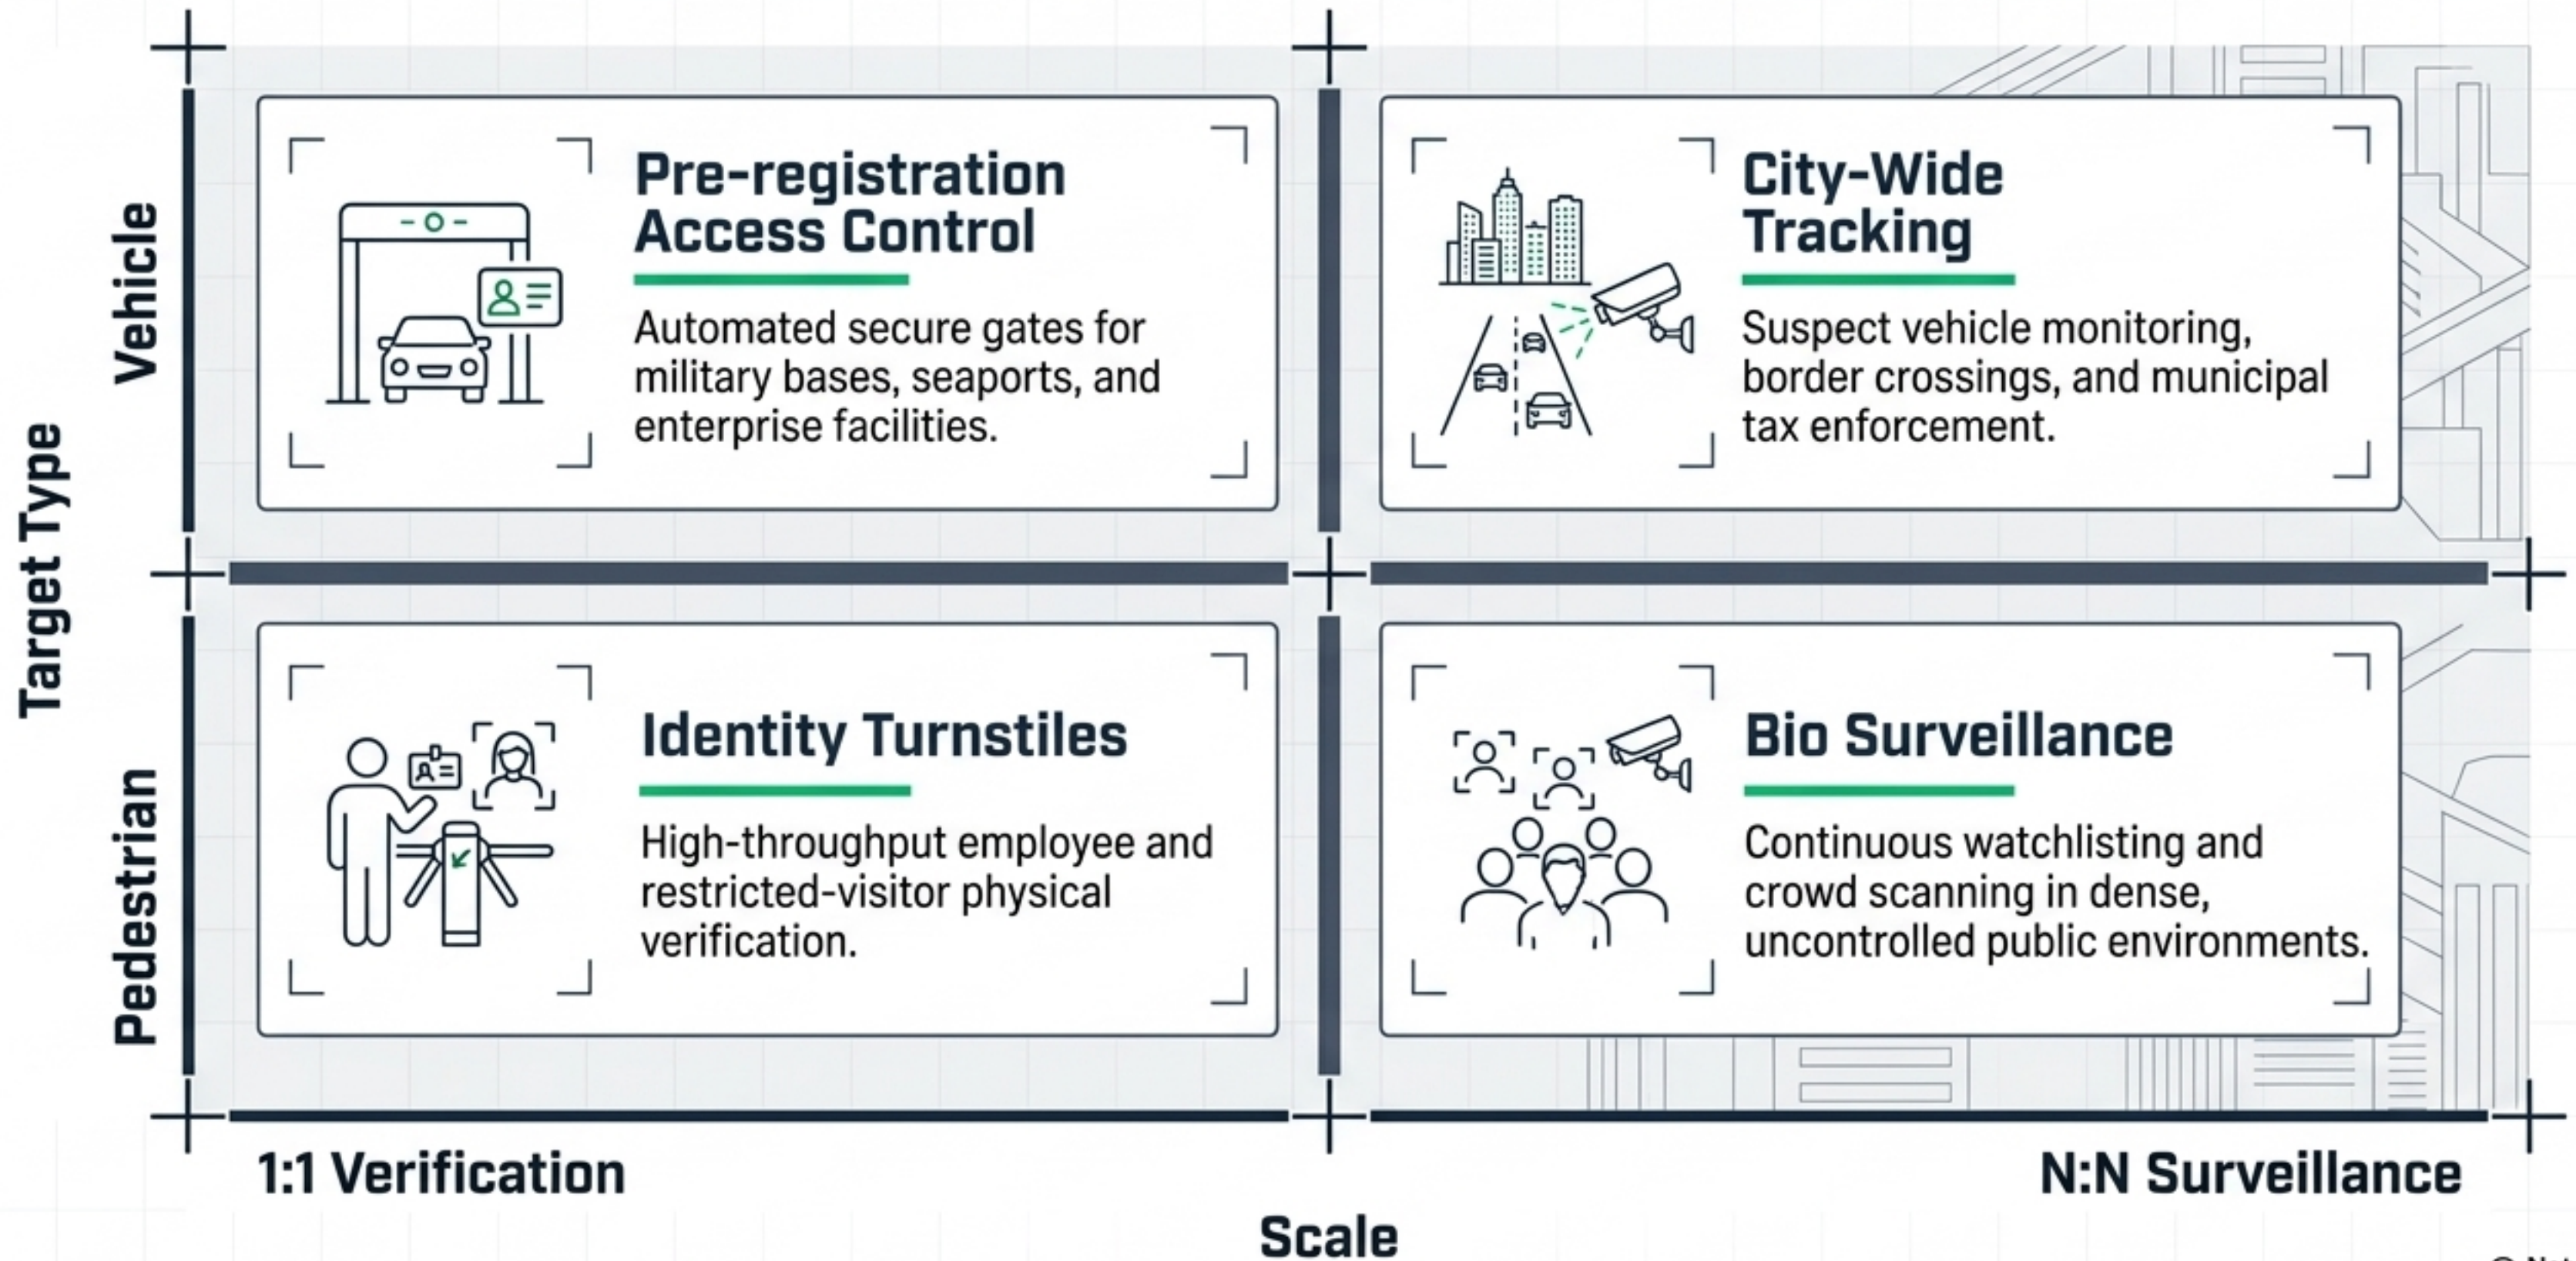 Target Type
Vehicle
Pre-registration
Access Control
Automated secure gates for
military bases, seaports, and
enterprise facilities.
City-Wide
Tracking
Suspect vehicle monitoring,
border crossings, and municipal
tax enforcement.
Pedestrian
Identity Turnstiles
High-throughput employee and
restricted-visitor physical
verification.
Bio Surveillance
Continuous watchlisting and
crowd scanning in dense,
uncontrolled public environments.
1:1 Verification
N:N Surveillance
Scale